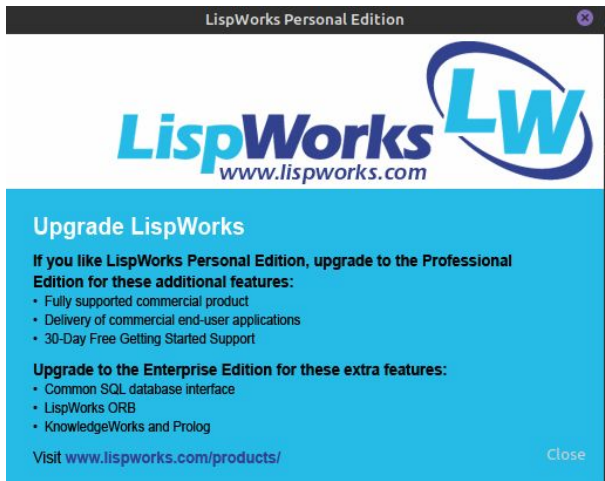 LispWorks Personal Edition
LW
LispWorks
www.lispworks.com
Upgrade LispWorks
If you like LispWorks Personal Edition, upgrade to the Professional
Edition for these additional features:
• Fully supported commercial product
• Delivery of commercial end-user applications
• 30-Day Free Getting Started Support
Upgrade to the Enterprise Edition for these extra features:
• Common SQL database interface
• LispWorks ORB
• KnowledgeWorks and Prolog
Visit www.lispworks.com/products/
Close